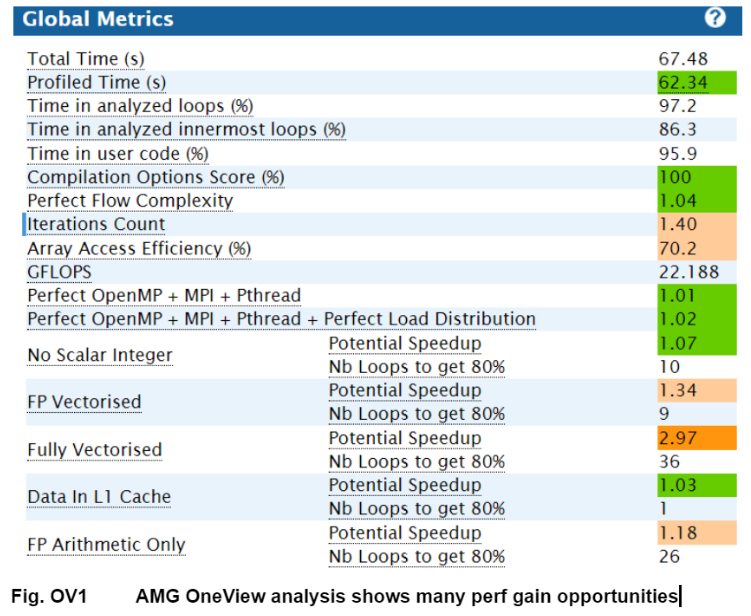 Global Metrics ?
Total Time (s) 67.48
Profiled Time (s) 62.34
Time in analyzed loops (%) 97.2
Time in analyzed innermost loops (%) 86.3
Time in user code (%) 95.9
Compilation Options Score (%) 100
Perfect Flow Complexity 1.04
Iterations Count 1.40
Array Access Efficiency (%) 70.2
GFLOPS 22.188
Perfect OpenMP + MPI + Pthread 1.01
Perfect OpenMP + MPI + Pthread + Perfect Load Distribution 1.02
No Scalar Integer
Potential Speedup 1.07
Nb Loops to get 80% 10
FP Vectorised
Potential Speedup 1.34
Nb Loops to get 80% 9
Fully Vectorised
Potential Speedup 2.97
Nb Loops to get 80% 36
Data In L1 Cache
Potential Speedup 1.03
Nb Loops to get 80% 1
FP Arithmetic Only
Potential Speedup 1.18
Nb Loops to get 80% 26
Fig. OV1 AMG OneView analysis shows many perf gain opportunities